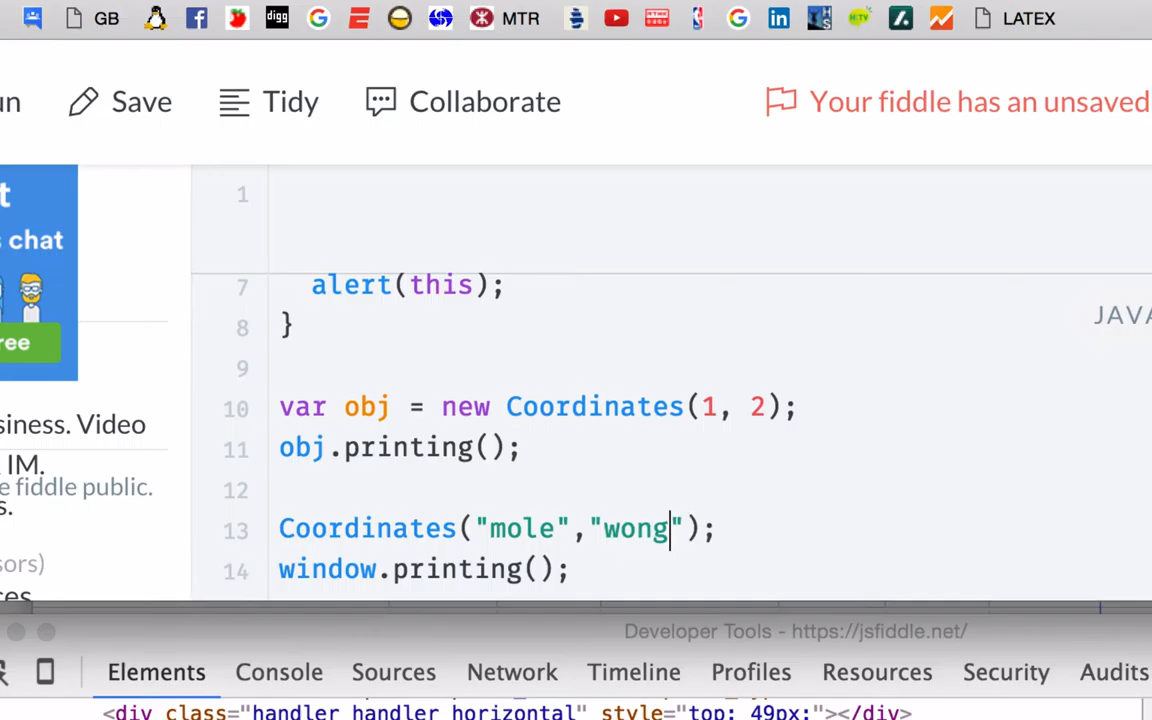 GB digg MTR LATEX
un Save Tidy Collaborate Your fiddle has an unsaved
t
s chat
ree
siness. Video
IM.
e fiddle public.
s.
sors)
ces
JAVA
1
7 alert(this);
8 }
9
10 var obj = new Coordinates(1, 2);
11 obj.printing();
12
13 Coordinates("mole","wong");
14 window.printing();
Developer Tools - https://jsfiddle.net/
Elements Console Sources Network Timeline Profiles Resources Security Audits
<div class="handler handler_horizontal" style="top: 49px;"></div>